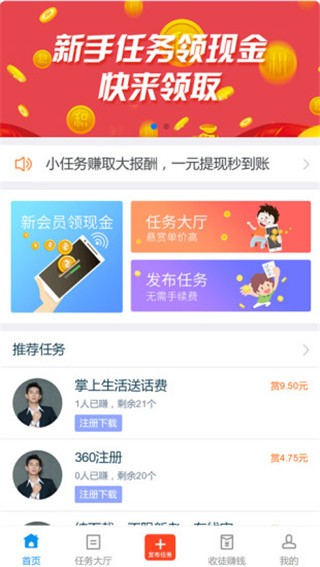 新手任务领现金
快来领取
小任务赚取大报酬，一元提现秒到账
新会员领现金
任务大厅
悬赏单价高
发布任务
无需手续费
推荐任务
掌上生活送话费
赏9.50元
1人已赚，剩余21个
注册下载
360注册
赏4.75元
0人已赚，剩余20个
注册下载
首页
任务大厅
发布任务
收徒赚钱
我的